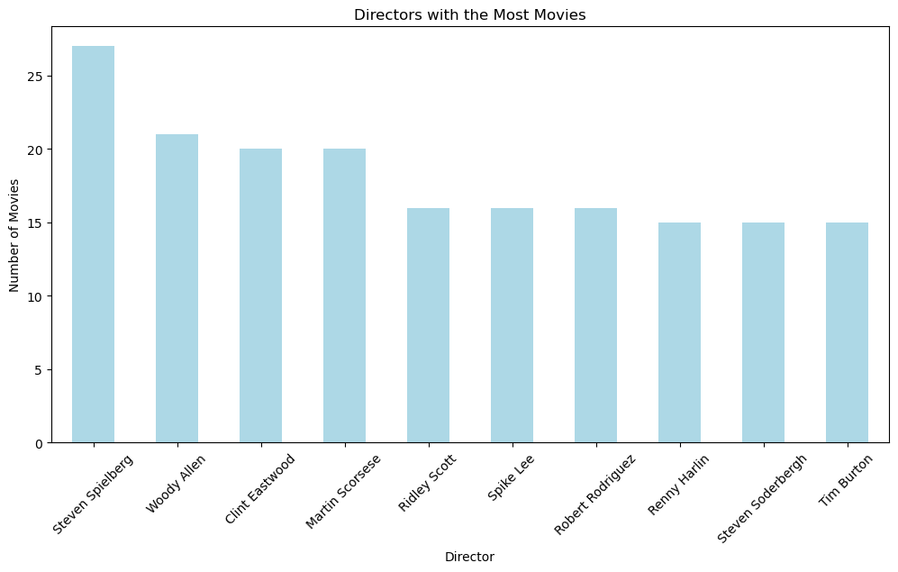 Directors with the Most Movies
Number of Movies
25
20
15
10
5
0
Steven Spielberg
Woody Allen
Clint Eastwood
Martin Scorsese
Ridley Scott
Spike Lee
Robert Rodriguez
Renny Harlin
Steven Soderbergh
Tim Burton
Director